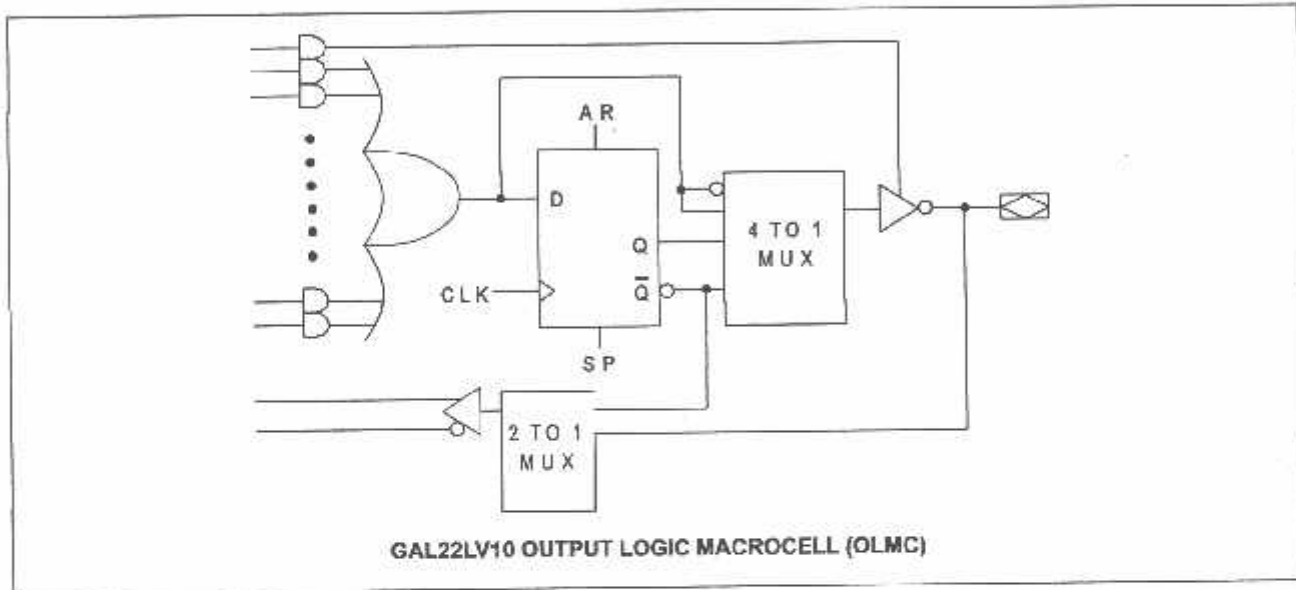 AR
D
4 TO 1
MUX
Q
CLK
Q̅
SP
2 TO 1
MUX
GAL22LV10 OUTPUT LOGIC MACROCELL (OLMC)